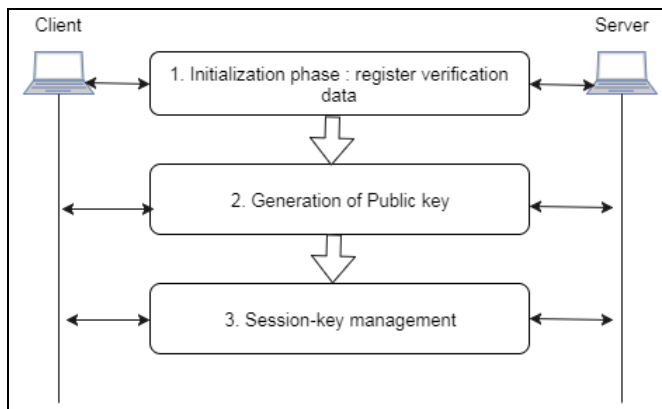 Client
Server
1. Initialization phase : register verification
data
2. Generation of Public key
3. Session-key management